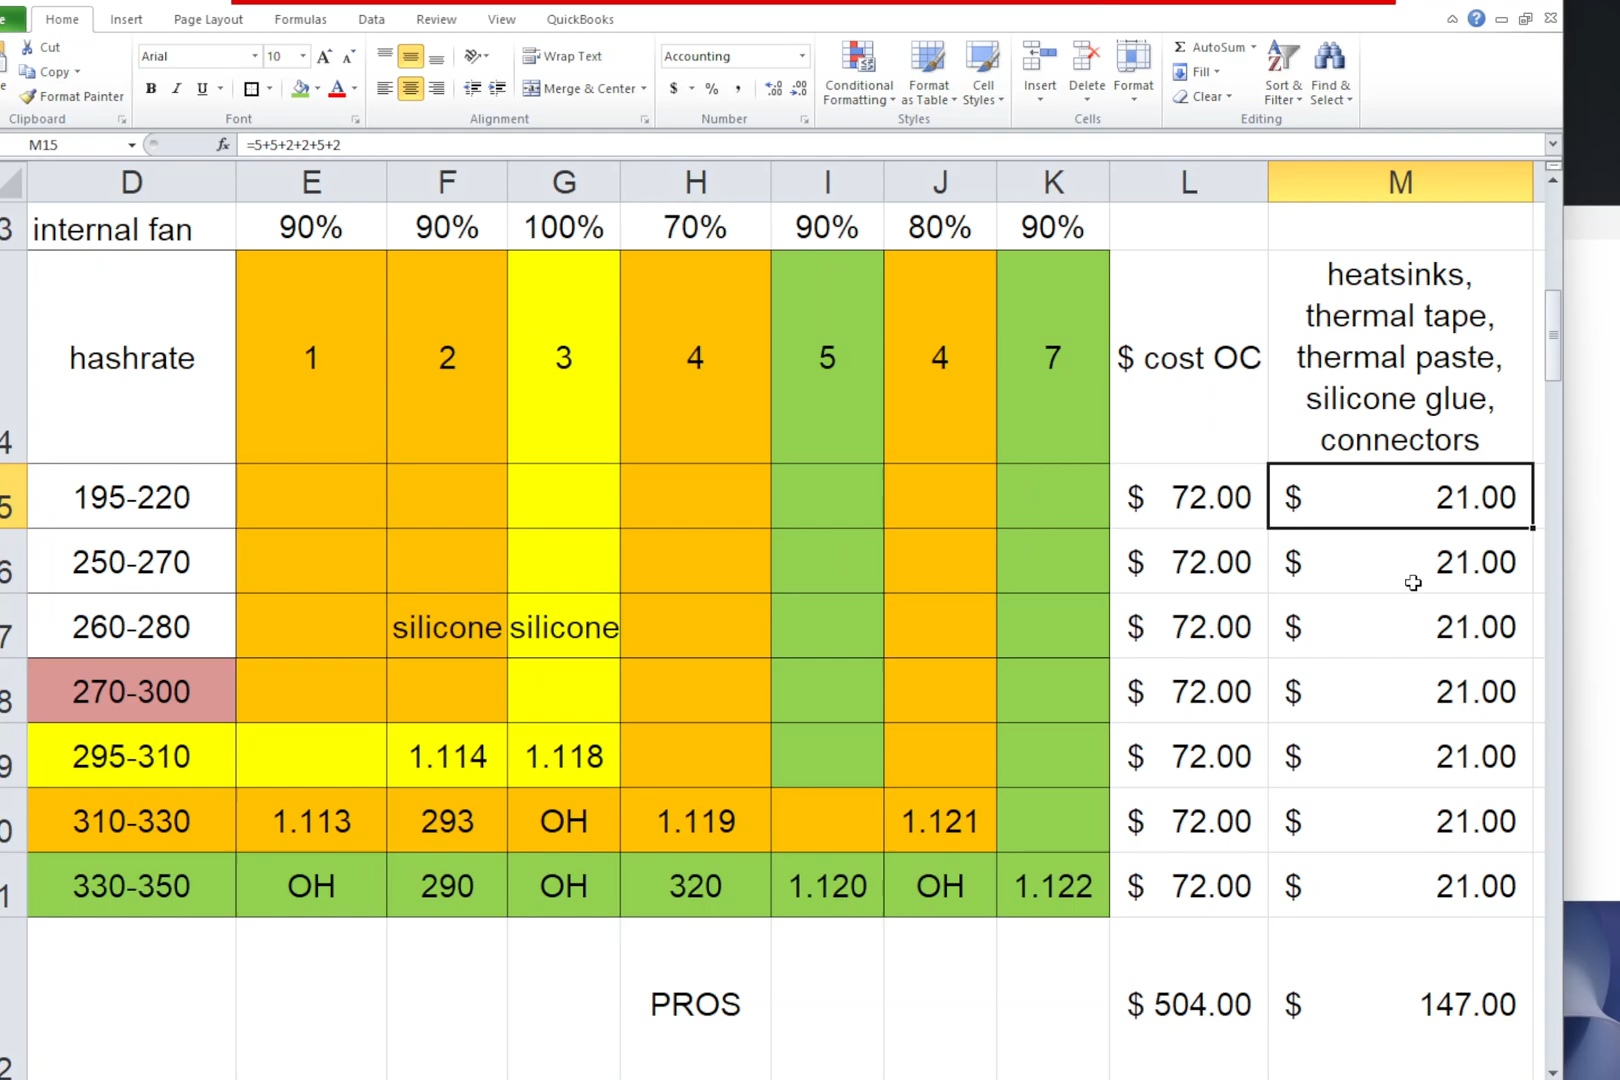 e Home Insert Page Layout Formulas Data Review View QuickBooks
Cut
Copy
Format Painter
Clipboard
Arial 10
B I U A
Font
Wrap Text
Merge & Center
Alignment
Accounting
$ % ,
Number
Conditional Formatting
Format as Table
Cell Styles
Styles
Insert Delete Format
Cells
Σ AutoSum
Fill
Clear
Sort & Filter
Find & Select
Editing
M15 fx =5+5+2+2+5+2
D E F G H I J K L M
3 internal fan 90% 90% 100% 70% 90% 80% 90%
heatsinks,
thermal tape,
4 hashrate 1 2 3 4 5 4 7 $ cost OC thermal paste,
silicone glue,
connectors
5 195-220 $ 72.00 $ 21.00
6 250-270 $ 72.00 $ 21.00
7 260-280 silicone silicone $ 72.00 $ 21.00
8 270-300 $ 72.00 $ 21.00
9 295-310 1.114 1.118 $ 72.00 $ 21.00
0 310-330 1.113 293 OH 1.119 1.121 $ 72.00 $ 21.00
1 330-350 OH 290 OH 320 1.120 OH 1.122 $ 72.00 $ 21.00
2 PROS $ 504.00 $ 147.00